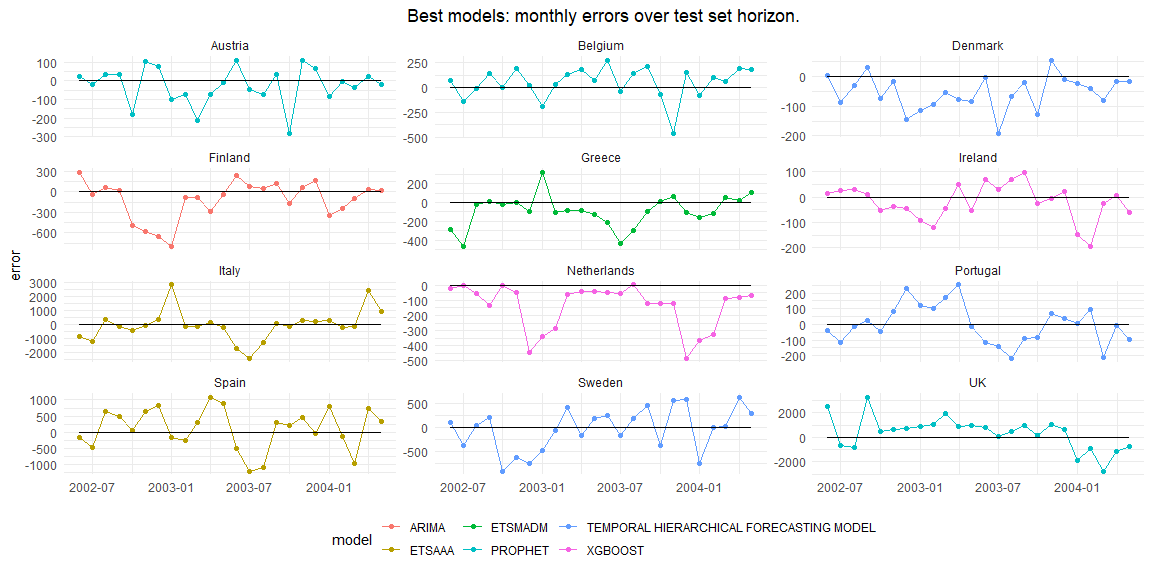 Best models: monthly errors over test set horizon.
Austria Belgium Denmark
100 0 -100 -200 -300
250 0 -250 -500
0 -100 -200
Finland Greece Ireland
300 0 -300 -600
200 0 -200 -400
100 0 -100 -200
error
Italy Netherlands Portugal
3000 2000 1000 0 -1000 -2000
0 -100 -200 -300 -400 -500
200 100 0 -100 -200
Spain Sweden UK
1000 500 0 -500 -1000
500 0 -500
2000 0 -2000
2002-07 2003-01 2003-07 2004-01 2002-07 2003-01 2003-07 2004-01 2002-07 2003-01 2003-07 2004-01
model
ARIMA ETSMADM TEMPORAL HIERARCHICAL FORECASTING MODEL
ETSAAA PROPHET XGBOOST